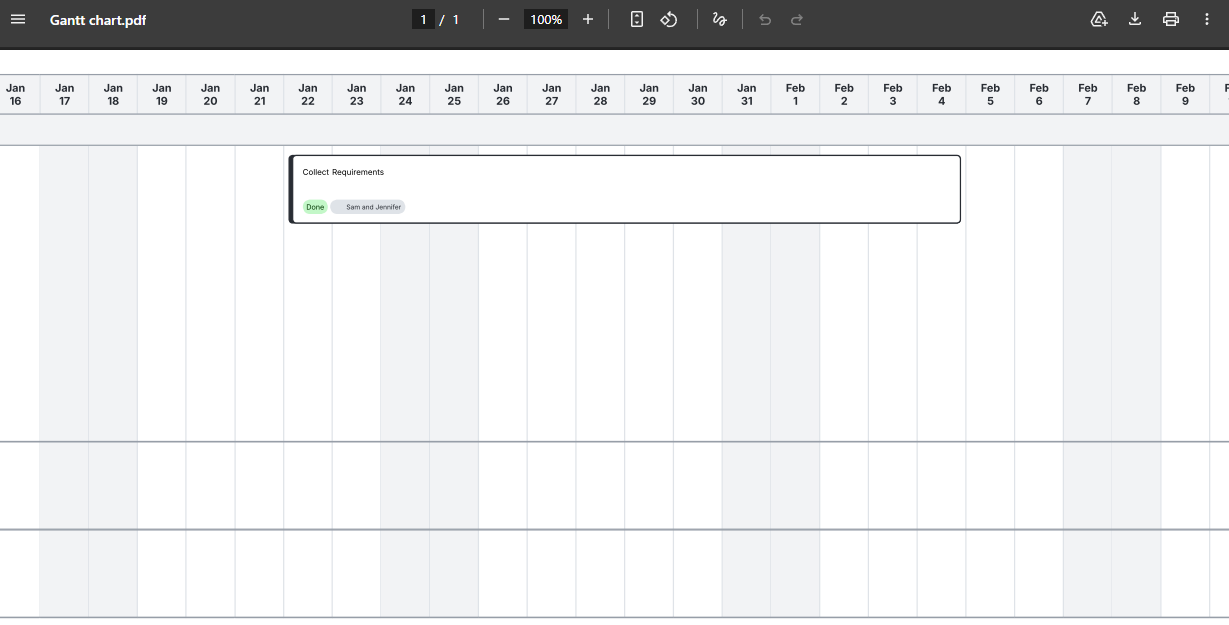 Gantt chart.pdf
1 / 1
100%
Jan 16 Jan 17 Jan 18 Jan 19 Jan 20 Jan 21 Jan 22 Jan 23 Jan 24 Jan 25 Jan 26 Jan 27 Jan 28 Jan 29 Jan 30 Jan 31 Feb 1 Feb 2 Feb 3 Feb 4 Feb 5 Feb 6 Feb 7 Feb 8 Feb 9
Collect Requirements
Done Sam and Jennifer